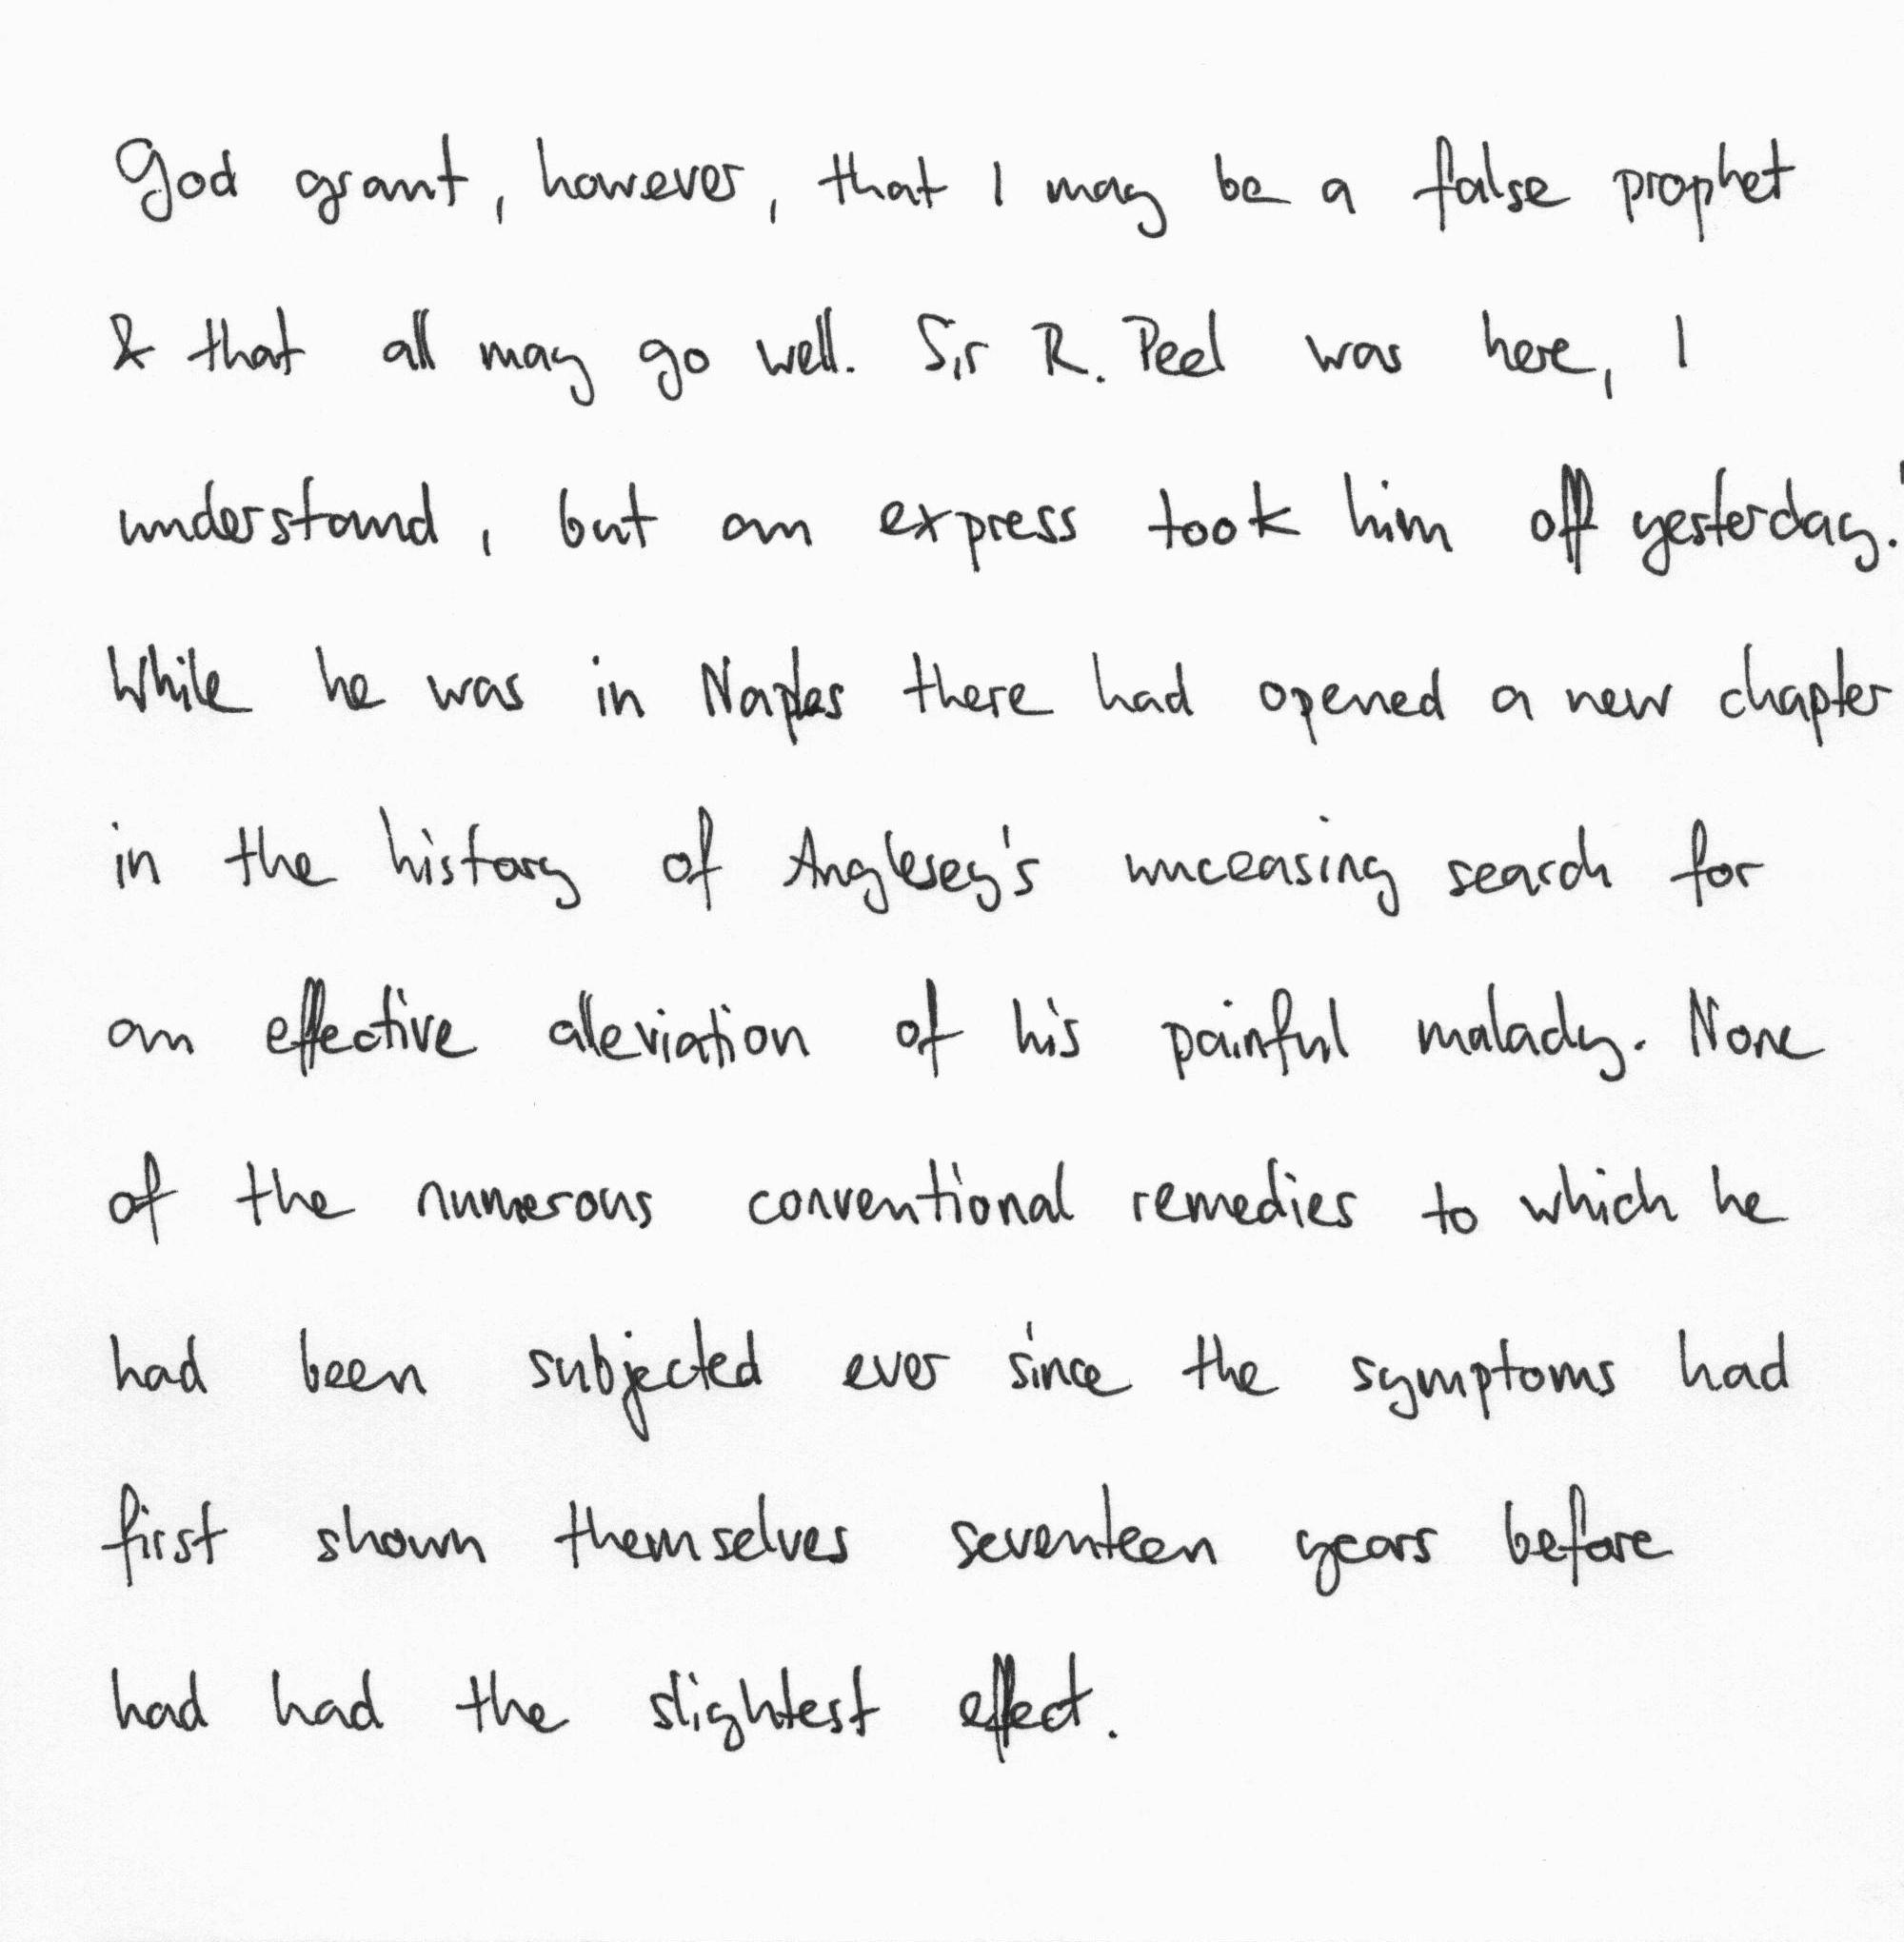 God grant, however, that I may be a false prophet
& that all may go well. Sir R. Peel was here, I
understand, but an express took him off yesterday.'
While he was in Naples there had opened a new chapter
in the history of Anglesey's unceasing search for
an effective alleviation of his painful malady. None
of the numerous conventional remedies to which he
had been subjected ever since the symptoms had
first shown themselves seventeen years before
had had the slightest effect.